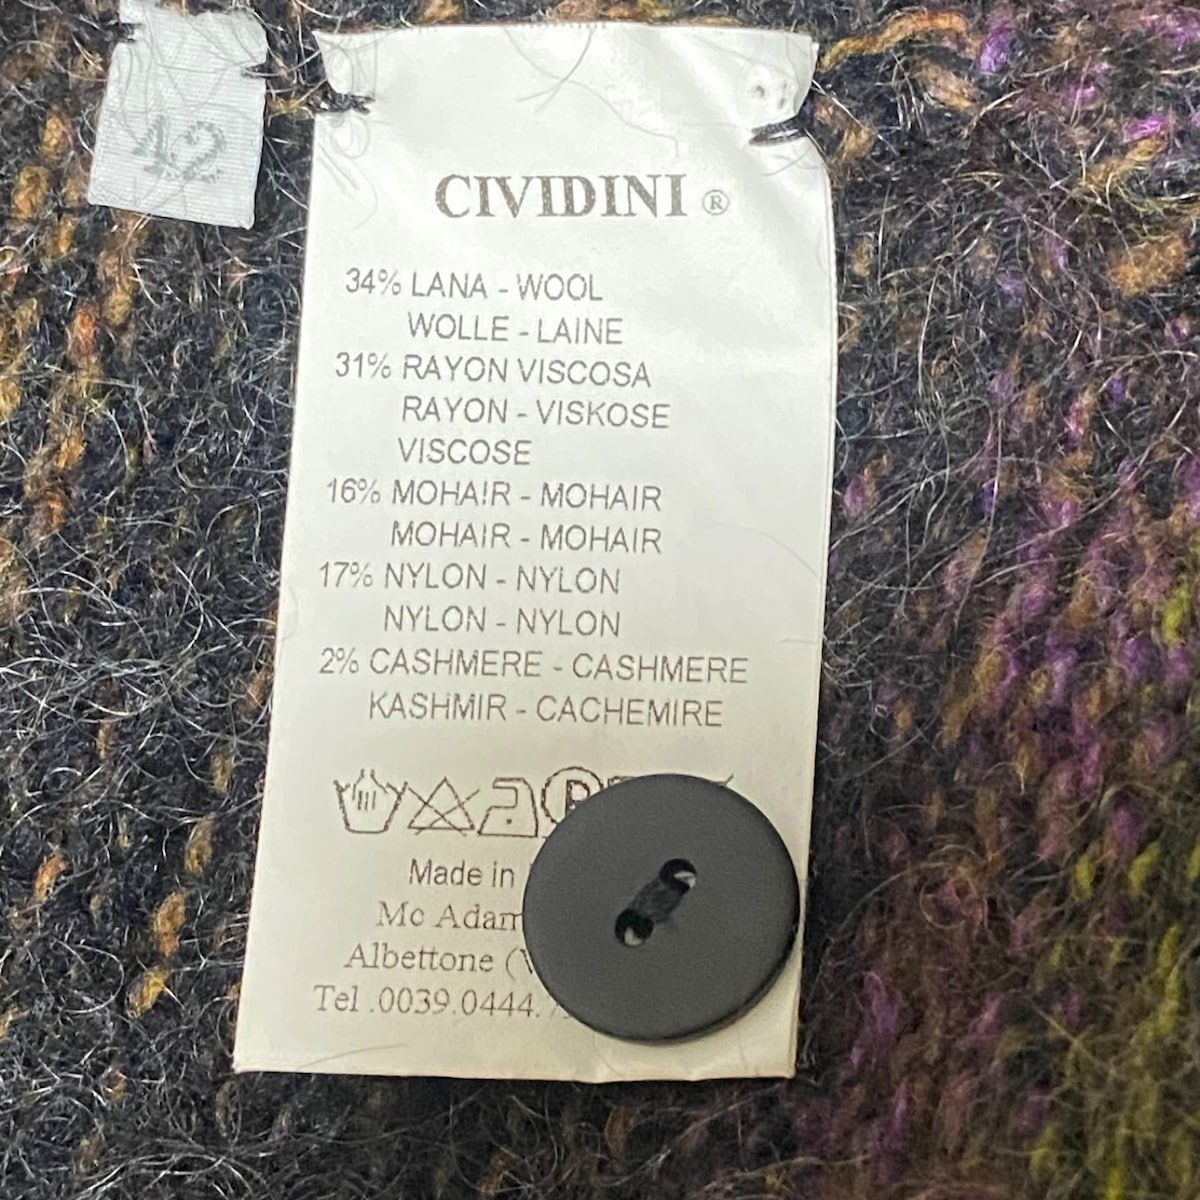 42
CIVIDINI ®
34% LANA - WOOL
WOLLE - LAINE
31% RAYON VISCOSA
RAYON - VISKOSE
VISCOSE
16% MOHAIR - MOHAIR
MOHAIR - MOHAIR
17% NYLON - NYLON
NYLON - NYLON
2% CASHMERE - CASHMERE
KASHMIR - CACHEMIRE
Made in
Mc Adam
Albettone (
Tel .0039.0444.